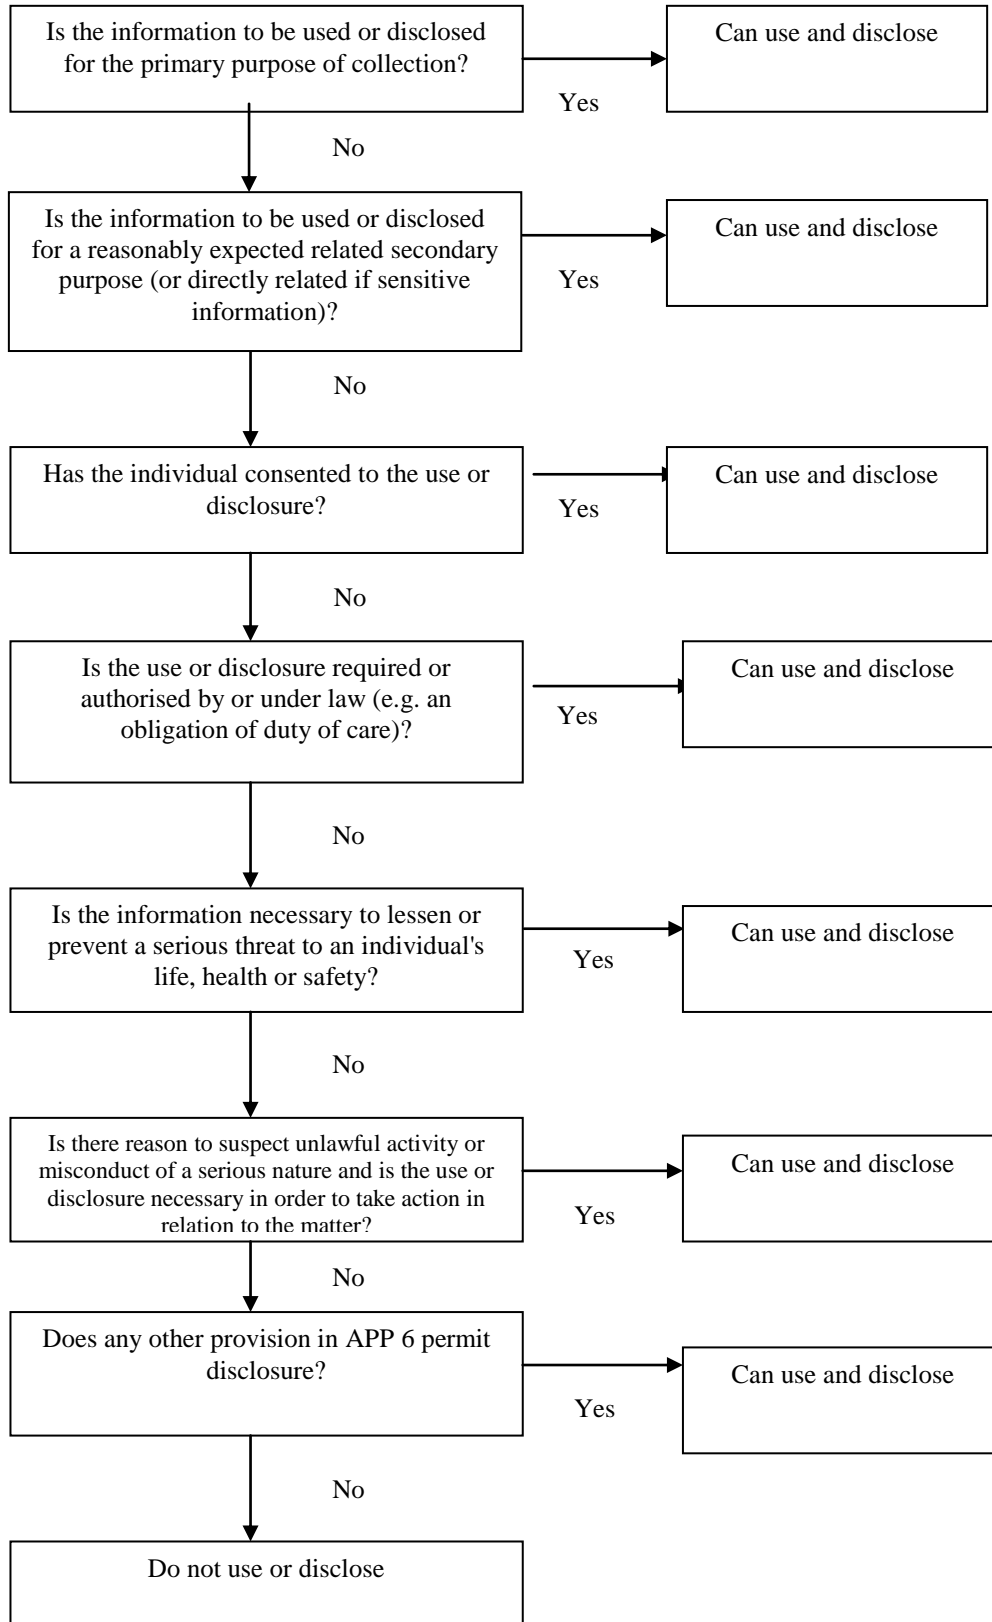 Is the information to be used or disclosed
for the primary purpose of collection?
Can use and disclose
Yes
No
Is the information to be used or disclosed
for a reasonably expected related secondary
purpose (or directly related if sensitive
information)?
Can use and disclose
Yes
No
Has the individual consented to the use or
disclosure?
Can use and disclose
Yes
No
Is the use or disclosure required or
authorised by or under law (e.g. an
obligation of duty of care)?
Can use and disclose
Yes
No
Is the information necessary to lessen or
prevent a serious threat to an individual's
life, health or safety?
Can use and disclose
Yes
No
Is there reason to suspect unlawful activity or
misconduct of a serious nature and is the use or
disclosure necessary in order to take action in
relation to the matter?
Can use and disclose
Yes
No
Does any other provision in APP 6 permit
disclosure?
Can use and disclose
Yes
No
Do not use or disclose